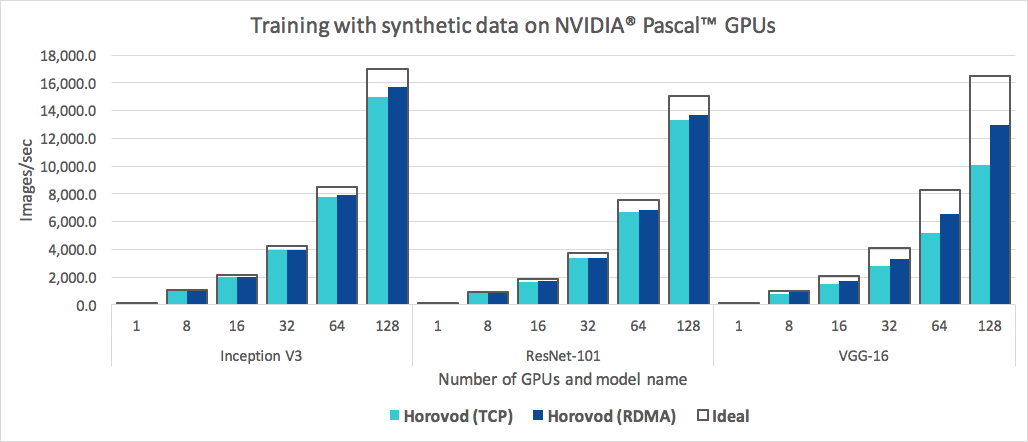 Training with synthetic data on NVIDIA® Pascal™ GPUs
18,000.0
16,000.0
14,000.0
12,000.0
10,000.0
8,000.0
6,000.0
4,000.0
2,000.0
0.0
Images/sec
1 8 16 32 64 128 1 8 16 32 64 128 1 8 16 32 64 128
Inception V3 ResNet-101 VGG-16
Number of GPUs and model name
Horovod (TCP) Horovod (RDMA) Ideal